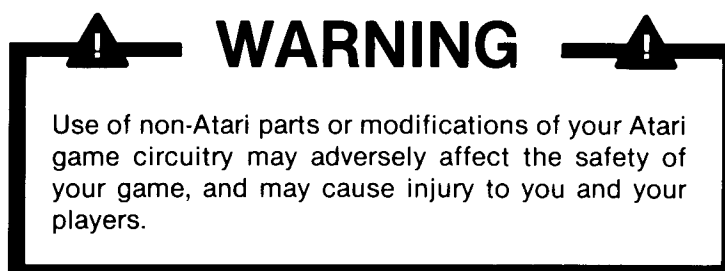 WARNING
Use of non-Atari parts or modifications of your Atari
game circuitry may adversely affect the safety of
your game, and may cause injury to you and your
players.